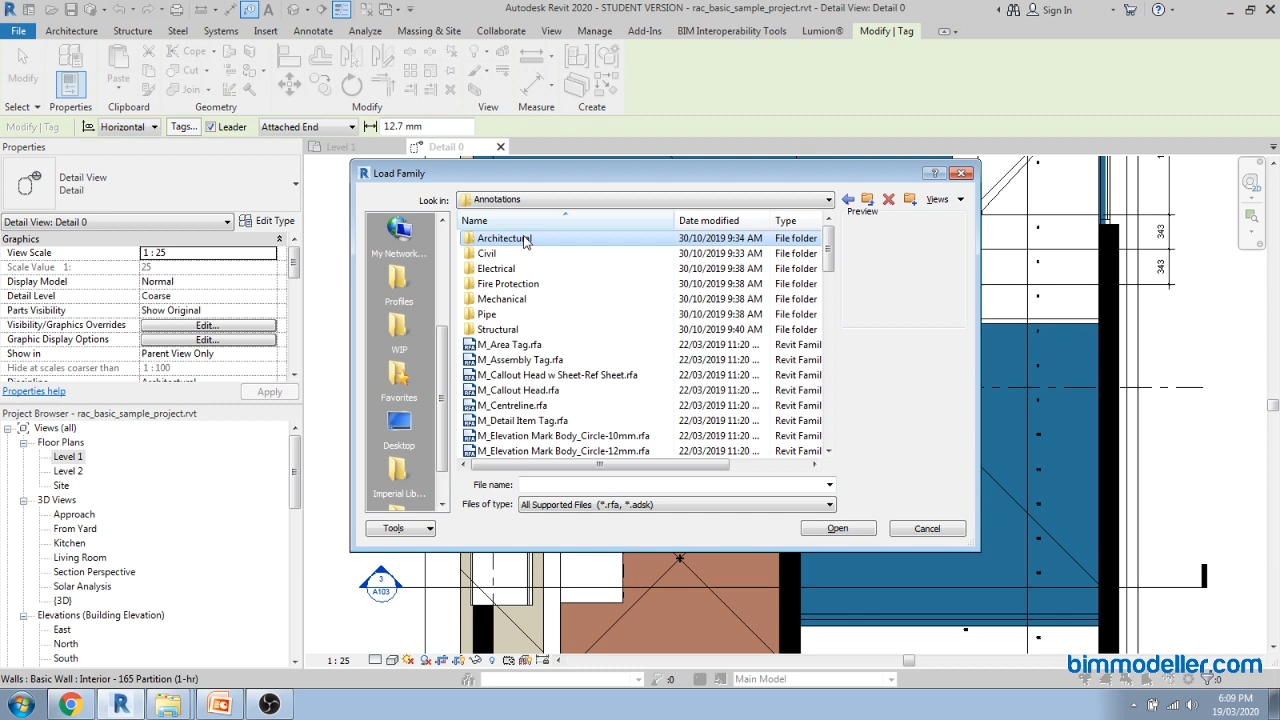 Autodesk Revit 2020 - STUDENT VERSION - rac_basic_sample_project.rvt - Detail View: Detail 0
Sign In
File Architecture Structure Steel Systems Insert Annotate Analyze Massing & Site Collaborate View Manage Add-Ins BIM Interoperability Tools Lumion® Modify | Tag
Modify Paste Cope Cut Join
Select Properties Clipboard Geometry Modify View Measure Create
Modify | Tag Horizontal Tags... Leader Attached End 12.7 mm
Properties
Level 1 Detail 0
Detail View
Detail
Detail View: Detail 0 Edit Type
Graphics
View Scale 1 : 25
Scale Value 1: 25
Display Model Normal
Detail Level Coarse
Parts Visibility Show Original
Visibility/Graphics Overrides Edit...
Graphic Display Options Edit...
Show in Parent View Only
Hide at scales coarser than 1 : 100
Discipline Architectural
Properties help Apply
Project Browser - rac_basic_sample_project.rvt
Views (all)
Floor Plans
Level 1
Level 2
Site
3D Views
Approach
From Yard
Kitchen
Living Room
Section Perspective
Solar Analysis
{3D}
Elevations (Building Elevation)
East
North
South
Load Family
Look in: Annotations Views
Name Date modified Type
Preview
Architectural 30/10/2019 9:34 AM File folder
Civil 30/10/2019 9:33 AM File folder
Electrical 30/10/2019 9:38 AM File folder
Fire Protection 30/10/2019 9:38 AM File folder
Mechanical 30/10/2019 9:38 AM File folder
Pipe 30/10/2019 9:38 AM File folder
Structural 30/10/2019 9:40 AM File folder
M_Area Tag.rfa 22/03/2019 11:20 ... Revit Famil
M_Assembly Tag.rfa 22/03/2019 11:20 ... Revit Famil
M_Callout Head w Sheet-Ref Sheet.rfa 22/03/2019 11:20 ... Revit Famil
M_Callout Head.rfa 22/03/2019 11:20 ... Revit Famil
M_Centreline.rfa 22/03/2019 11:20 ... Revit Famil
M_Detail Item Tag.rfa 22/03/2019 11:20 ... Revit Famil
M_Elevation Mark Body_Circle-10mm.rfa 22/03/2019 11:20 ... Revit Famil
M_Elevation Mark Body_Circle-12mm.rfa 22/03/2019 11:20 ... Revit Famil
My Network...
Profiles
WIP
Favorites
Desktop
Imperial Lib...
File name:
Files of type: All Supported Files (*.rfa, *.adsk)
Tools Open Cancel
343
343
3
A103
1 : 25
bimmodeller.com
Walls : Basic Wall : Interior - 165 Partition (1-hr) :0 Main Model :0
6:09 PM
19/03/2020